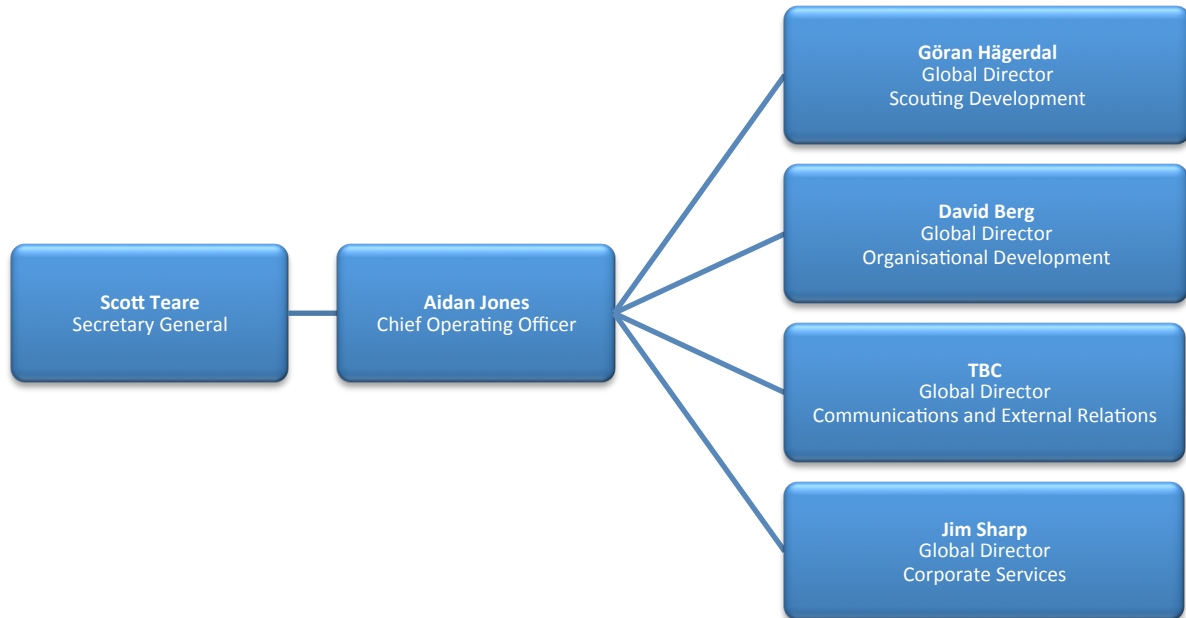 Göran Hägerdal
Global Director
Scouting Development
David Berg
Global Director
Organisational Development
Scott Teare
Secretary General
Aidan Jones
Chief Operating Officer
TBC
Global Director
Communications and External Relations
Jim Sharp
Global Director
Corporate Services